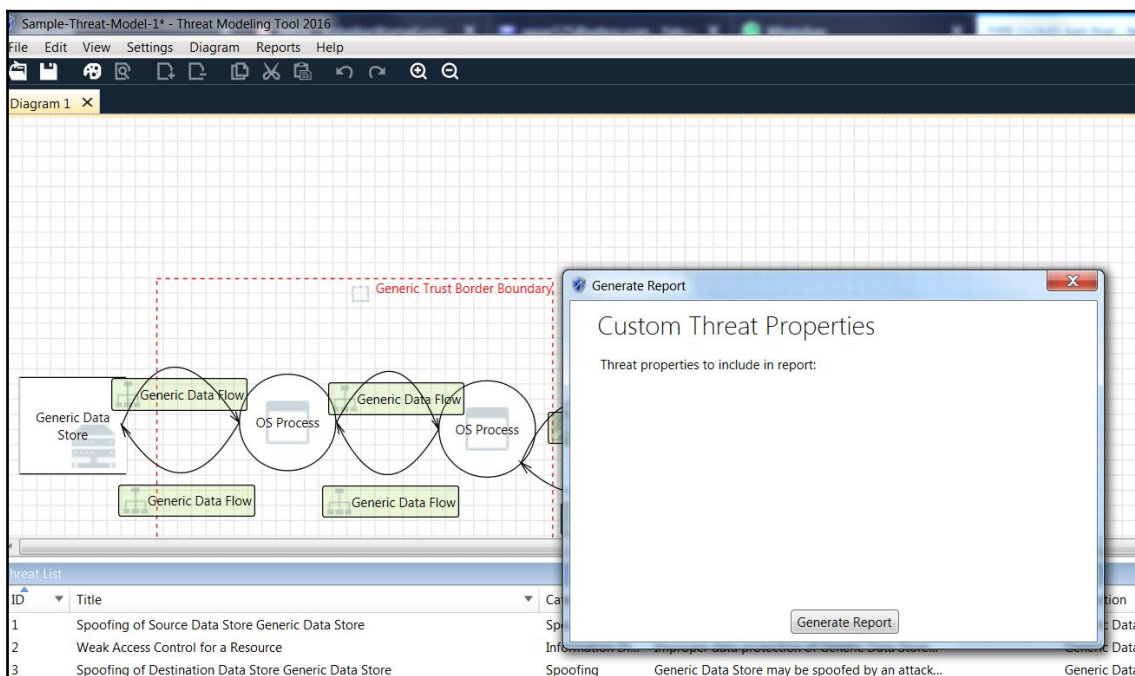 Sample-Threat-Model-1* - Threat Modeling Tool 2016
File Edit View Settings Diagram Reports Help
Diagram 1
Generic Trust Border Boundary
Generic Data Flow
Generic Data Flow
Generic Data Store
OS Process
OS Process
Generic Data Flow
Generic Data Flow
Generate Report
X
Custom Threat Properties
Threat properties to include in report:
Generate Report
Threat List
ID Title
1 Spoofing of Source Data Store Generic Data Store
2 Weak Access Control for a Resource
3 Spoofing of Destination Data Store Generic Data Store Spoofing Generic Data Store may be spoofed by an attack... Generic Data